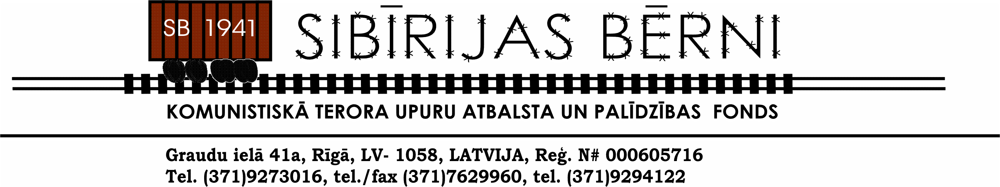 SB 1941
SIBĪRIJAS BĒRNI
KOMUNISTISKĀ TERORA UPURU ATBALSTA UN PALĪDZĪBAS FONDS
Graudu ielā 41a, Rīgā, LV- 1058, LATVIJA, Reģ. N# 000605716
Tel. (371)9273016, tel./fax (371)7629960, tel. (371)9294122